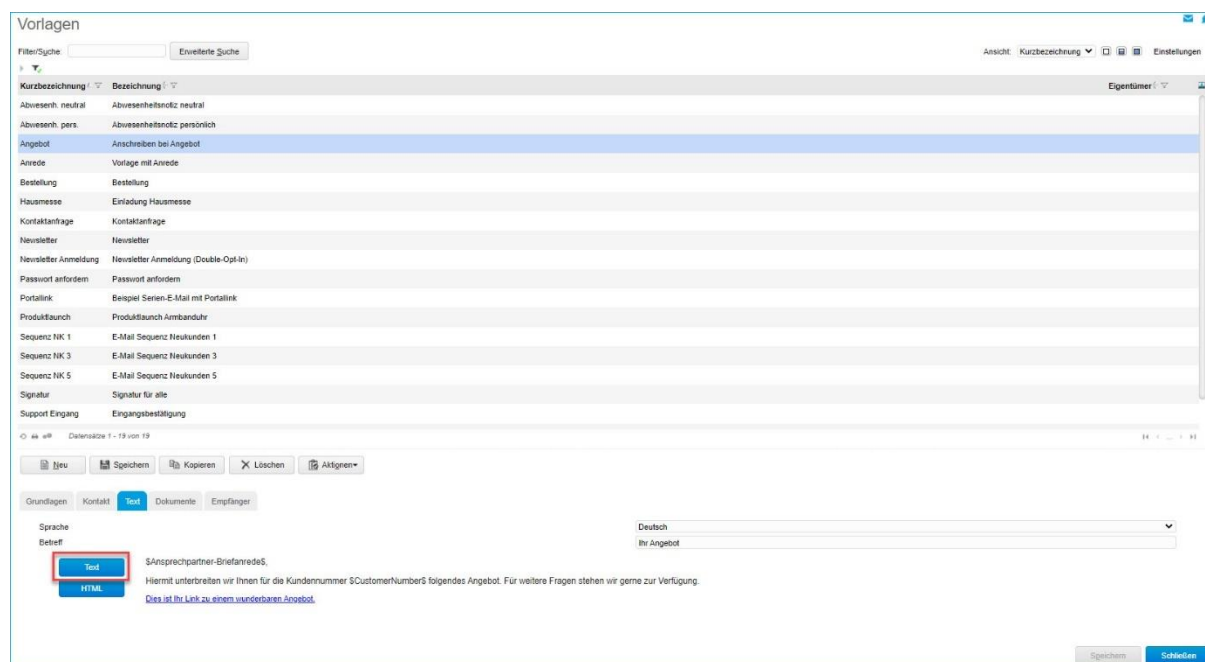 Vorlagen
Filter/Suche Erweiterte Suche Ansicht: Kurzbezeichnung Einstellungen
Kurzbezeichnung Bezeichnung Eigentümer
Abwesenh. neutral Abwesenheitsnotiz neutral
Abwesenh. pers. Abwesenheitsnotiz persönlich
Angebot Anschreiben bei Angebot
Anrede Vorlage mit Anrede
Bestellung Bestellung
Hausmesse Einladung Hausmesse
Kontaktanfrage Kontaktanfrage
Newsletter Newsletter
Newsletter Anmeldung Newsletter Anmeldung (Double-Opt-In)
Passwort anfordern Passwort anfordern
Portallink Beispiel Serien-E-Mail mit Portallink
Produktlaunch Produktlaunch Armbanduhr
Sequenz NK 1 E-Mail Sequenz Neukunden 1
Sequenz NK 3 E-Mail Sequenz Neukunden 3
Sequenz NK 5 E-Mail Sequenz Neukunden 5
Signatur Signatur für alle
Support Eingang Eingangsbestätigung
Datensätze 1 - 19 von 19
Neu Speichern Kopieren Löschen Aktionen
Grundlagen Kontakt Text Dokumente Empfänger
Sprache Deutsch
Betreff Ihr Angebot
Text $Ansprechpartner-Briefanrede$,
Hiermit unterbreiten wir Ihnen für die Kundennummer $CustomerNumber$ folgendes Angebot. Für weitere Fragen stehen wir gerne zur Verfügung.
HTML
Dies ist Ihr Link zu einem wunderbaren Angebot.
Speichern Schließen